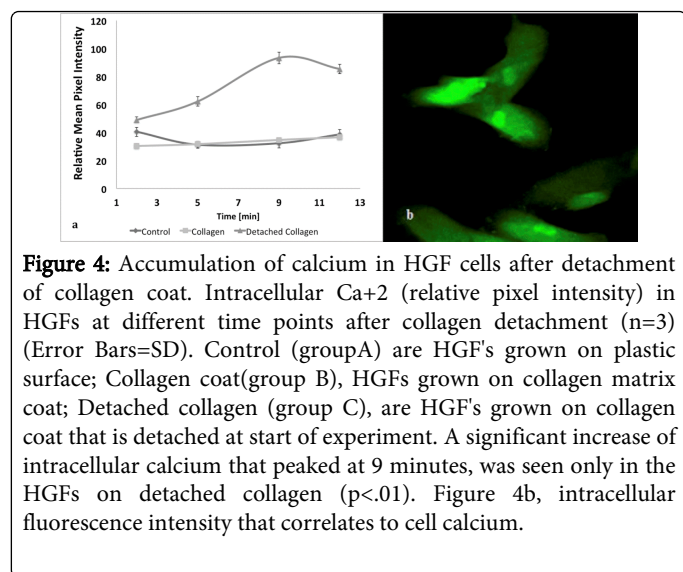 120
100
80
60
40
20
0
Relative Mean Pixel Intensity
1 3 5 7 9 11 13
Time [min]
a
Control Collagen Detached Collagen
b
Figure 4: Accumulation of calcium in HGF cells after detachment
of collagen coat. Intracellular Ca+2 (relative pixel intensity) in
HGFs at different time points after collagen detachment (n=3)
(Error Bars=SD). Control (groupA) are HGF's grown on plastic
surface; Collagen coat(group B), HGFs grown on collagen matrix
coat; Detached collagen (group C), are HGF's grown on collagen
coat that is detached at start of experiment. A significant increase of
intracellular calcium that peaked at 9 minutes, was seen only in the
HGFs on detached collagen (p<.01). Figure 4b, intracellular
fluorescence intensity that correlates to cell calcium.